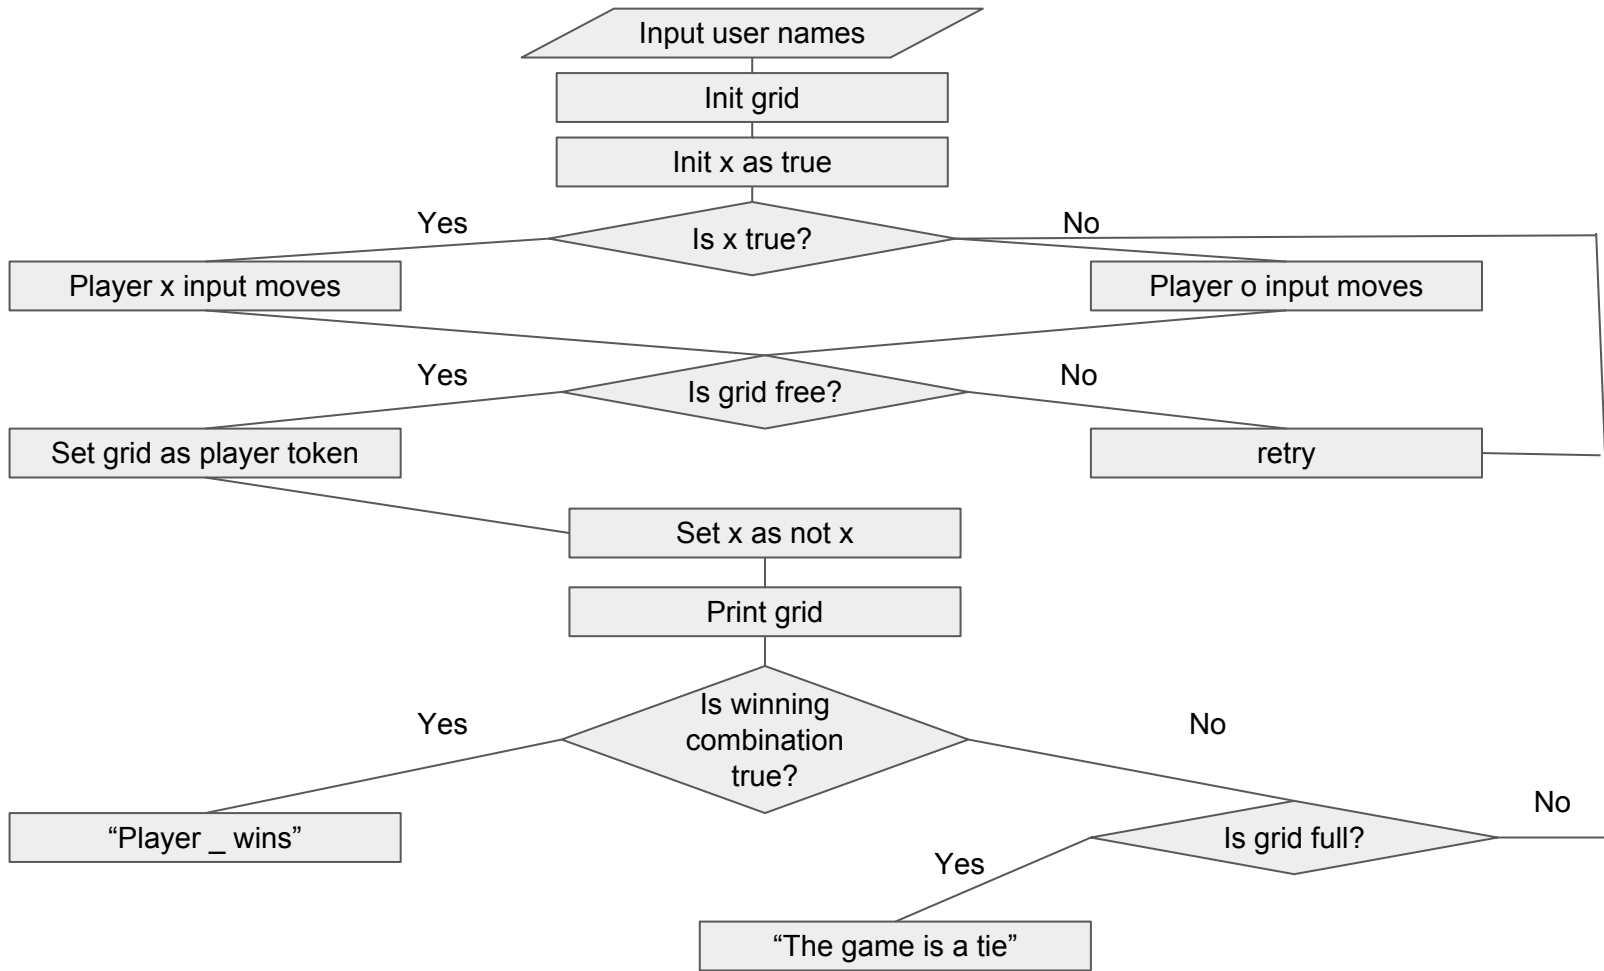 Input user names
Init grid
Init x as true
Yes
Is x true?
No
Player x input moves
Player o input moves
Yes
Is grid free?
No
Set grid as player token
retry
Set x as not x
Print grid
Yes
Is winning
combination
true?
No
“Player _ wins”
Is grid full?
No
Yes
“The game is a tie”